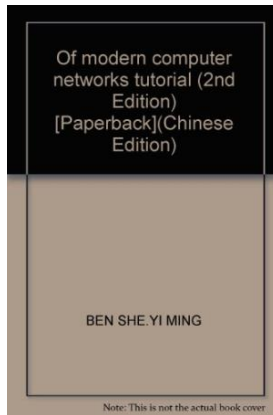 Of modern computer
networks tutorial (2nd
Edition)
[Paperback](Chinese
Edition)
BEN SHE.YI MING
Note: This is not the actual book cover